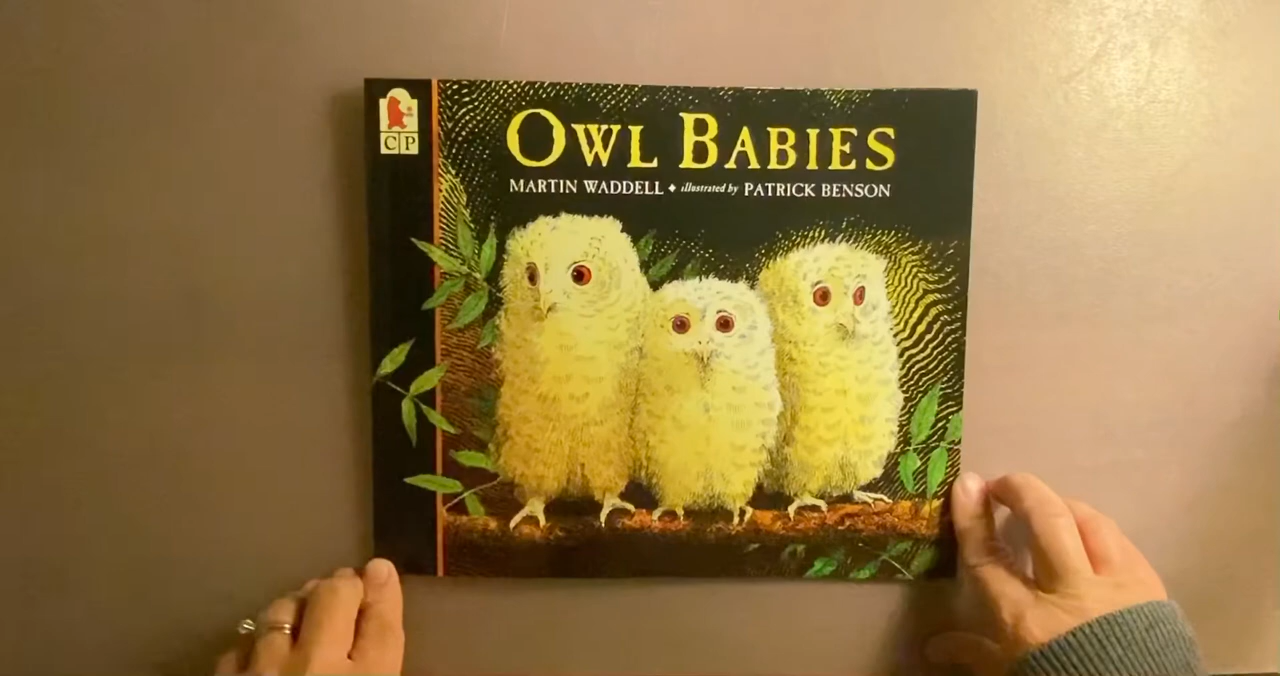 OWL BABIES
MARTIN WADDELL ◆ illustrated by PATRICK BENSON
CP